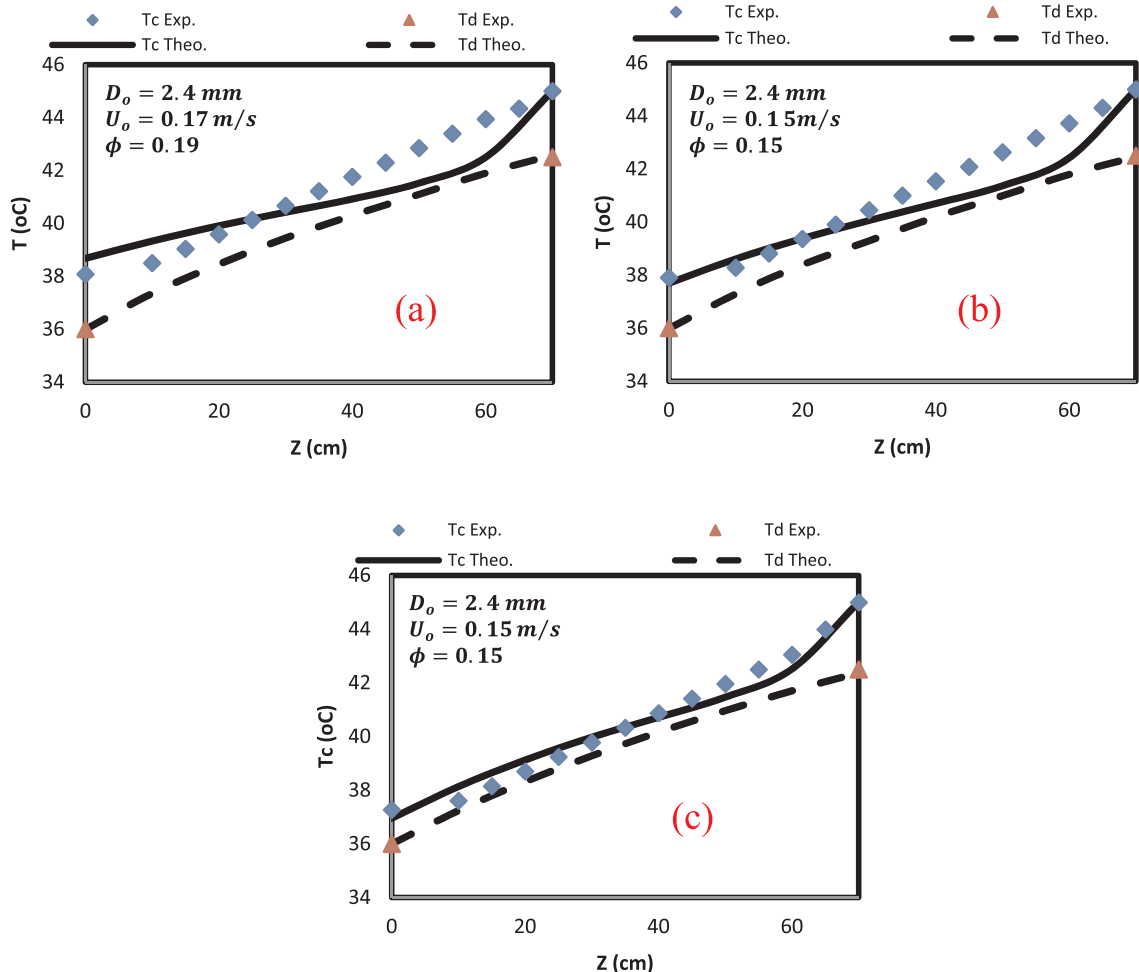 Tc Exp. Td Exp.
Tc Theo. Td Theo.
46
44
42
40
38
36
34
T (oC)
D_o = 2.4 mm
U_o = 0.17 m/s
ϕ = 0.19
(a)
0 20 40 60
Z (cm)
Tc Exp. Td Exp.
Tc Theo. Td Theo.
46
44
42
40
38
36
34
T (oC)
D_o = 2.4 mm
U_o = 0.15m/s
ϕ = 0.15
(b)
0 20 40 60
Z (cm)
Tc Exp. Td Exp.
Tc Theo. Td Theo.
46
44
42
40
38
36
34
Tc (oC)
D_o = 2.4 mm
U_o = 0.15 m/s
ϕ = 0.15
(c)
0 20 40 60
Z (cm)